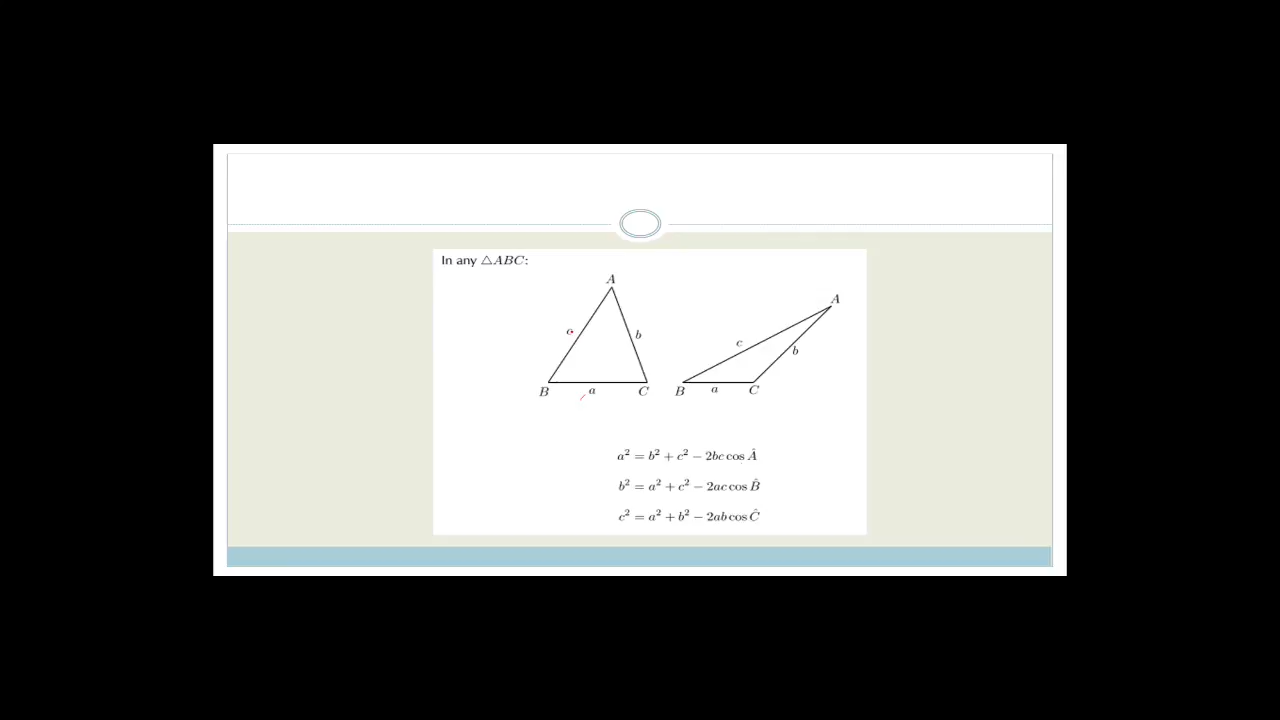 In any △ABC:
A
A
c
b
c
b
B
a
C
B
a
C
a² = b² + c² − 2bc cos Â
b² = a² + c² − 2ac cos B̂
c² = a² + b² − 2ab cos Ĉ